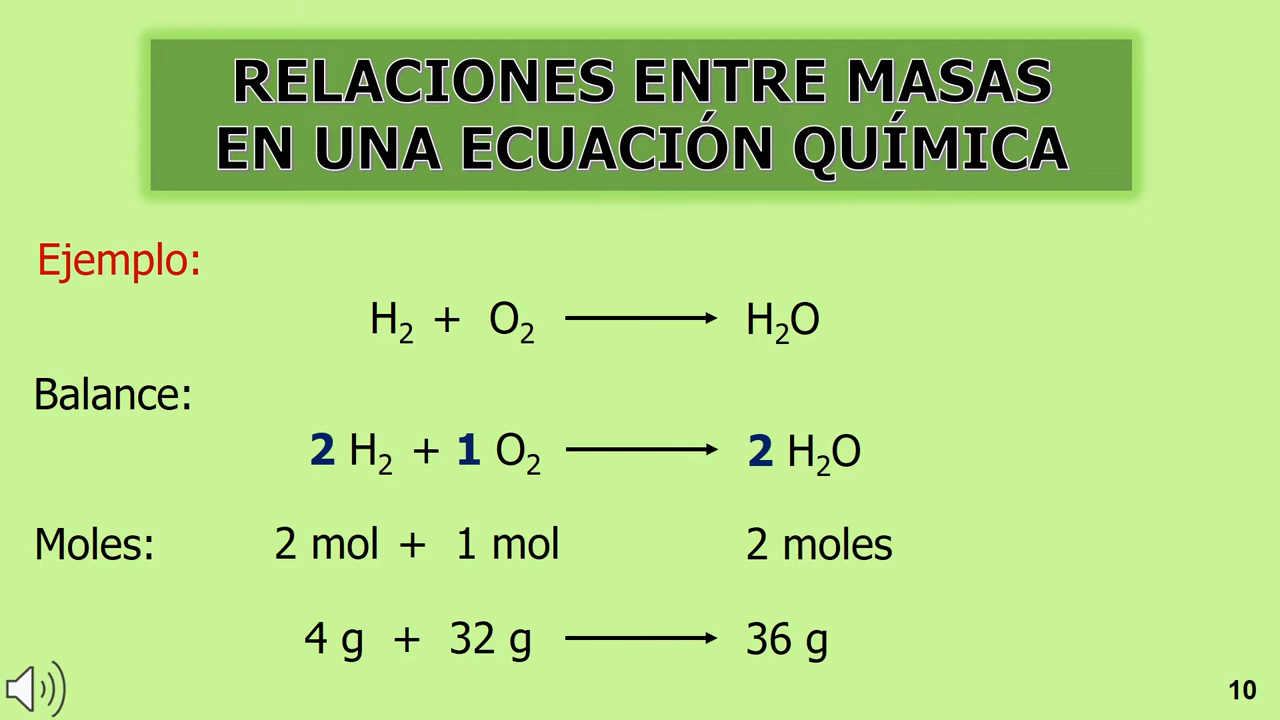 RELACIONES ENTRE MASAS
EN UNA ECUACIÓN QUÍMICA
Ejemplo:
H₂ + O₂ ⟶ H₂O
Balance:
2 H₂ + 1 O₂ ⟶ 2 H₂O
Moles: 2 mol + 1 mol 2 moles
4 g + 32 g ⟶ 36 g
10